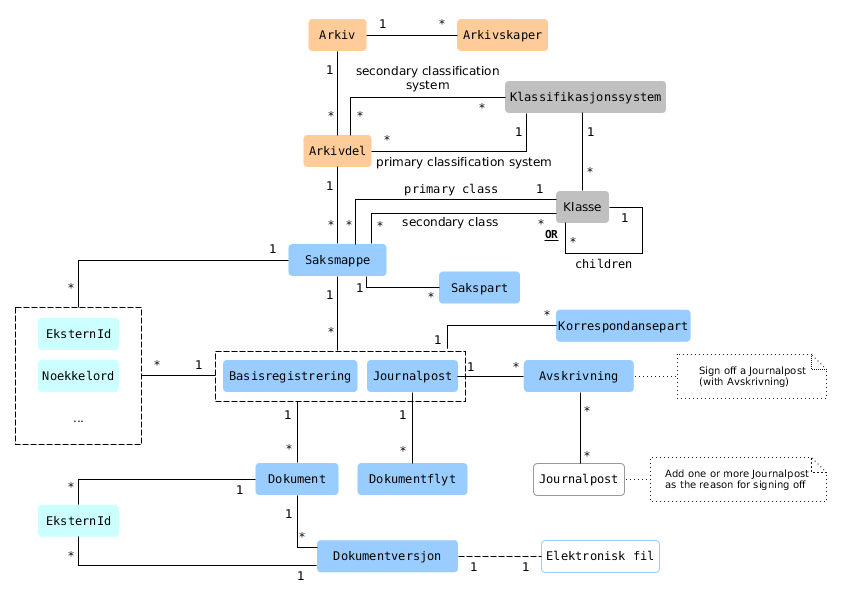 1
*
Arkiv
Arkivskaper
1
secondary classification
system
Klassifikasjonssystem
*
*
*
1
1
*
Arkivdel
primary classification system
*
1
primary class
1
Klasse
1
*
*
*
secondary class
*
OR
*
children
1
Saksmappe
1
*
1
*
Sakspart
*
EksternId
Noekkelord
...
*
1
*
Korrespondansepart
1
Basisregistrering
Journalpost
1
*
Avskrivning
Sign off a Journalpost
(with Avskrivning)
1
1
*
*
*
*
Dokument
Dokumentflyt
Journalpost
Add one or more Journalpost
as the reason for signing off
*
1
EksternId
1
*
*
Dokumentversjon
Elektronisk fil
1
1
1